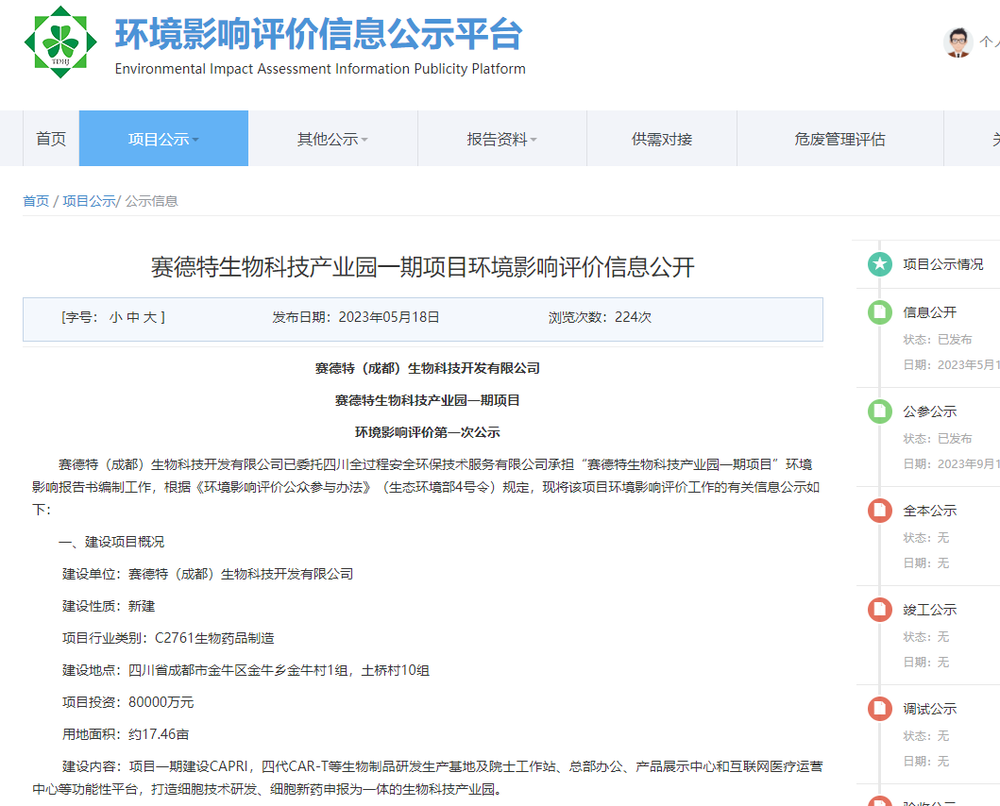 环境影响评价信息公示平台
Environmental Impact Assessment Information Publicity Platform
TDHJ
个人
首页
项目公示
其他公示
报告资料
供需对接
危废管理评估
首页 / 项目公示/ 公示信息
赛德特生物科技产业园一期项目环境影响评价信息公开
[字号： 小 中 大 ]
发布日期：2023年05月18日
浏览次数：224次
赛德特（成都）生物科技开发有限公司
赛德特生物科技产业园一期项目
环境影响评价第一次公示
赛德特（成都）生物科技开发有限公司已委托四川全过程安全环保技术服务有限公司承担“赛德特生物科技产业园一期项目”环境
影响报告书编制工作，根据《环境影响评价公众参与办法》（生态环境部4号令）规定，现将该项目环境影响评价工作的有关信息公示如
下：
一、建设项目概况
建设单位：赛德特（成都）生物科技开发有限公司
建设性质：新建
项目行业类别：C2761生物药品制造
建设地点：四川省成都市金牛区金牛乡金牛村1组，土桥村10组
项目投资：80000万元
用地面积：约17.46亩
建设内容：项目一期建设CAPRI，四代CAR-T等生物制品研发生产基地及院士工作站、总部办公、产品展示中心和互联网医疗运营
中心等功能性平台，打造细胞技术研发、细胞新药申报为一体的生物科技产业园。
项目公示情况
信息公开
状态：已发布
日期：2023年5月1
公参公示
状态：已发布
日期：2023年9月1
全本公示
状态：无
日期：无
竣工公示
状态：无
日期：无
调试公示
状态：无
日期：无